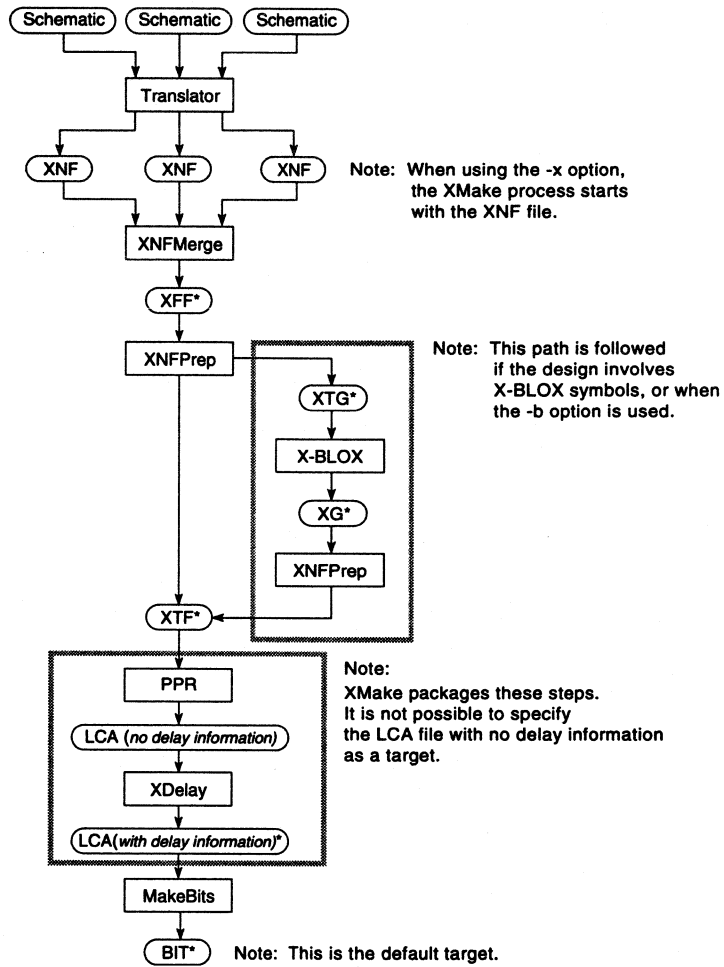 Schematic
Schematic
Schematic
Translator
XNF
XNF
XNF
Note: When using the -x option,
the XMake process starts
with the XNF file.
XNFMerge
XFF*
XNFPrep
Note: This path is followed
if the design involves
X-BLOX symbols, or when
the -b option is used.
XTG*
X-BLOX
XG*
XNFPrep
XTF*
PPR
LCA (no delay information)
XDelay
LCA(with delay information)*
Note:
XMake packages these steps.
It is not possible to specify
the LCA file with no delay information
as a target.
MakeBits
BIT*
Note: This is the default target.